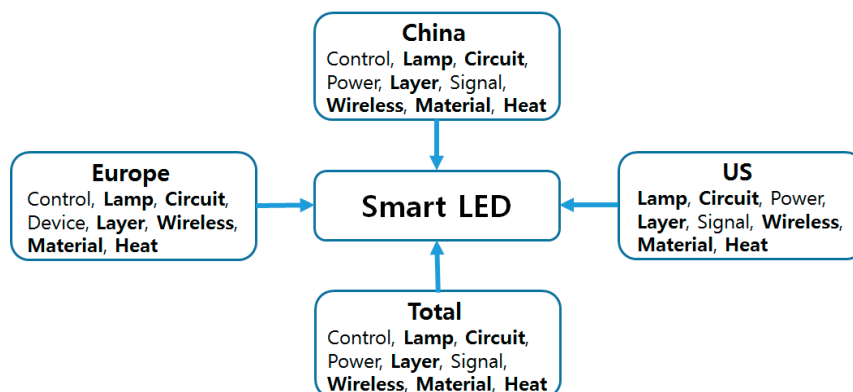 China
Control, Lamp, Circuit,
Power, Layer, Signal,
Wireless, Material, Heat
Europe
Control, Lamp, Circuit,
Device, Layer, Wireless,
Material, Heat
Smart LED
US
Lamp, Circuit, Power,
Layer, Signal, Wireless,
Material, Heat
Total
Control, Lamp, Circuit,
Power, Layer, Signal,
Wireless, Material, Heat